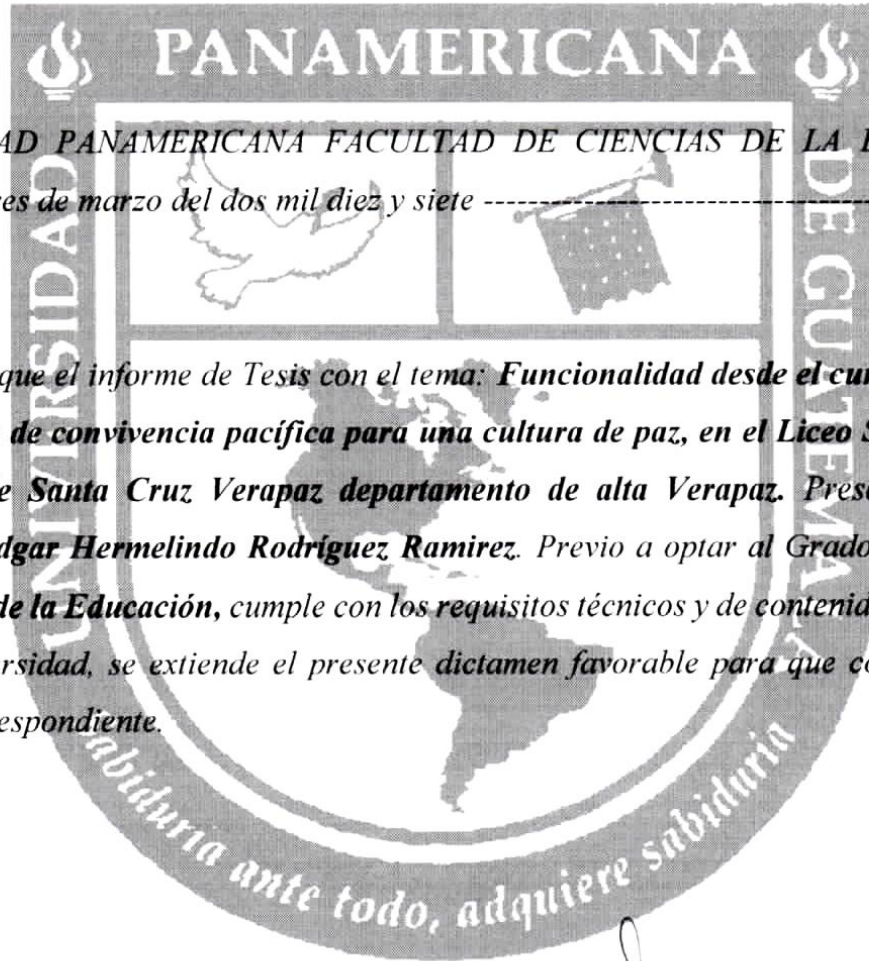 PANAMERICANA
UNIVERSIDAD
DE GUATEMALA
AD PANAMERICANA FACULTAD DE CIENCIAS DE LA
es de marzo del dos mil diez y siete ----------------------------------
que el informe de Tesis con el tema: Funcionalidad desde el cur
de convivencia pacífica para una cultura de paz, en el Liceo S
e Santa Cruz Verapaz departamento de alta Verapaz. Prese
dgar Hermelindo Rodríguez Ramirez. Previo a optar al Grado
de la Educación, cumple con los requisitos técnicos y de contenid
rsidad, se extiende el presente dictamen favorable para que co
respondiente.
Sabiduría ante todo, adquiere sabiduría